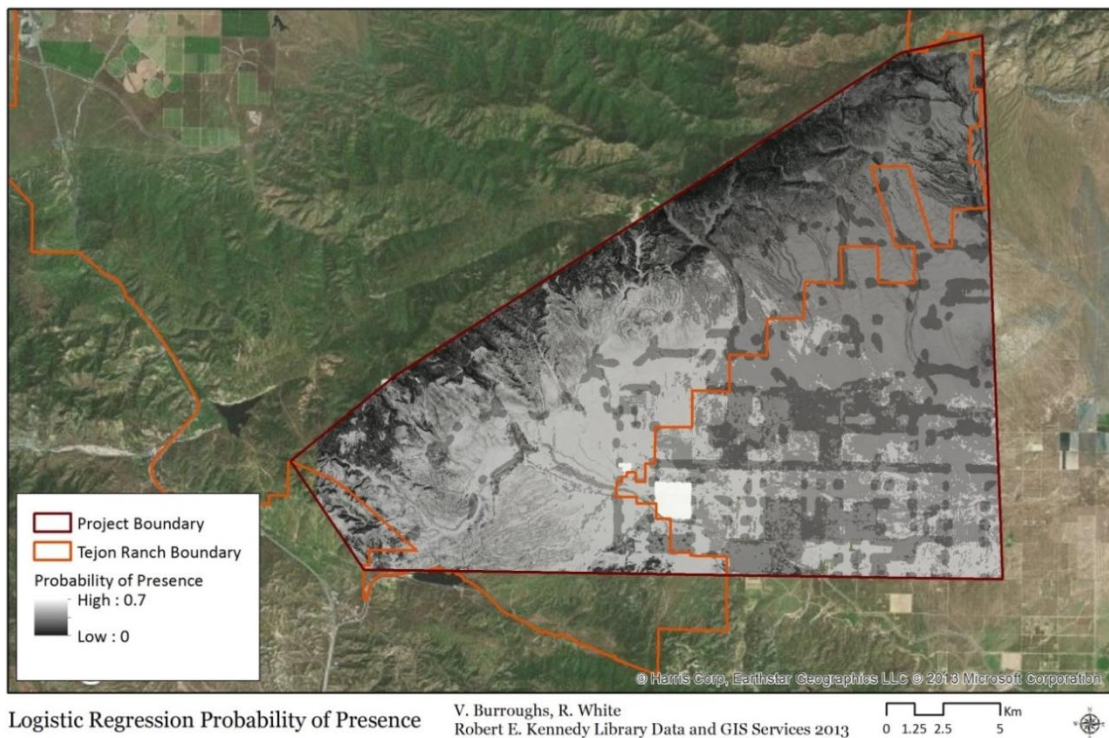 Project Boundary
Tejon Ranch Boundary
Probability of Presence
High : 0.7
Low : 0
© Harris Corp, Earthstar Geographics LLC © 2013 Microsoft Corporation
Logistic Regression Probability of Presence
V. Burroughs, R. White
Robert E. Kennedy Library Data and GIS Services 2013
Km
0 1.25 2.5 5